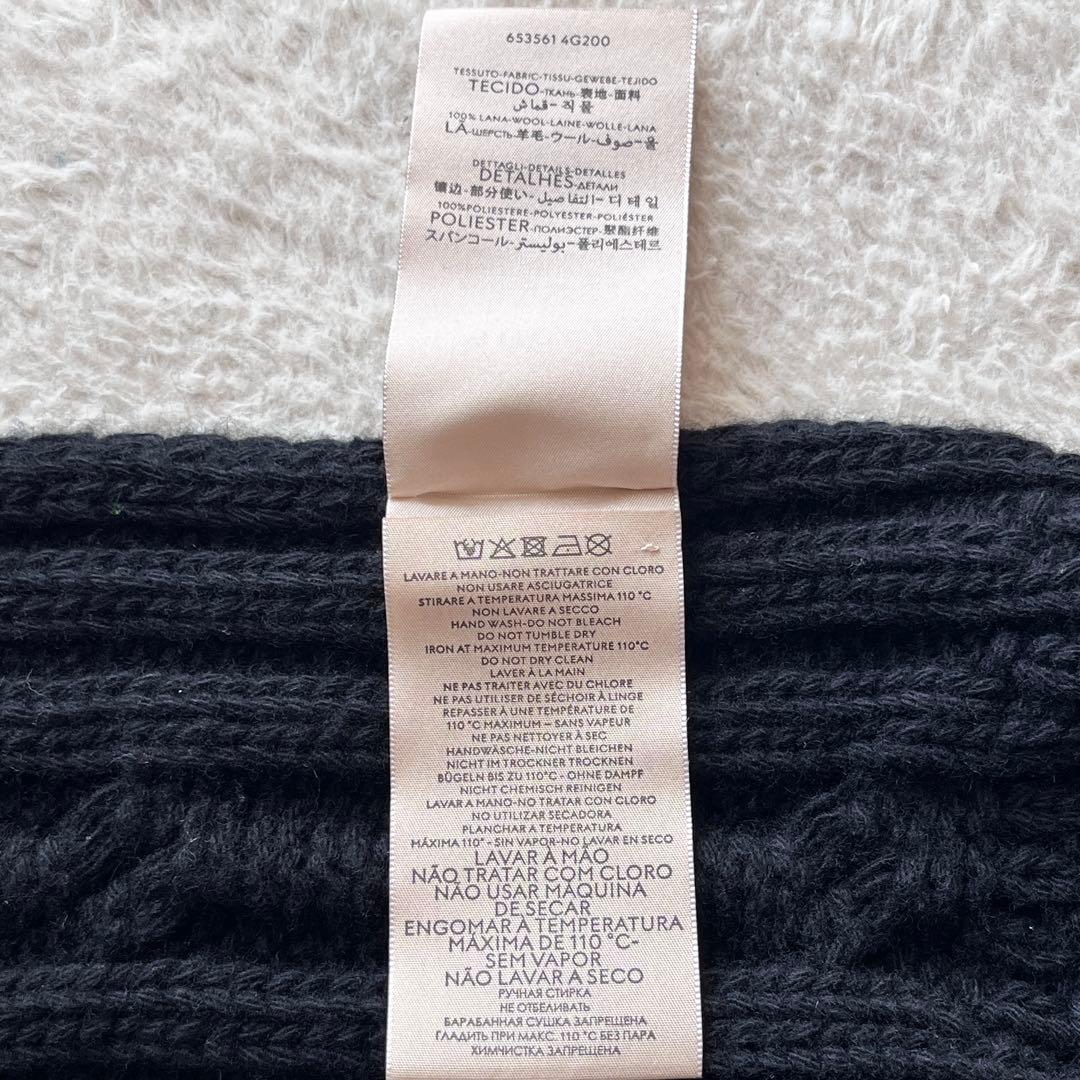 653561 4G200
TESSUTO-FABRIC-TISSU-GEWEBE-TEJIDO
TECIDO-ТКАНЬ-表地-面料
قماش-직물
100% LANA-WOOL-LAINE-WOLLE-LANA
LÃ-ШЕРСТЬ-羊毛-ウール-صوف-울
DETTAGLI-DETAILS-DETALLES
DETALHES-ДЕТАЛИ
镶边-部分使い-التفاصيل-디테일
100%POLIESTERE-POLYESTER-POLIÉSTER
POLIESTER-ПОЛИЭСТЕР-聚酯纤维
スパンコール-بوليستر-폴리에스테르
LAVARE A MANO-NON TRATTARE CON CLORO
NON USARE ASCIUGATRICE
STIRARE A TEMPERATURA MASSIMA 110 °C
NON LAVARE A SECCO
HAND WASH-DO NOT BLEACH
DO NOT TUMBLE DRY
IRON AT MAXIMUM TEMPERATURE 110°C
DO NOT DRY CLEAN
LAVER À LA MAIN
NE PAS TRAITER AVEC DU CHLORE
NE PAS UTILISER DE SÉCHOIR À LINGE
REPASSER À UNE TEMPÉRATURE DE
110 °C MAXIMUM – SANS VAPEUR
NE PAS NETTOYER À SEC
HANDWÄSCHE-NICHT BLEICHEN
NICHT IM TROCKNER TROCKNEN
BÜGELN BIS ZU 110°C - OHNE DAMPF
NICHT CHEMISCH REINIGEN
LAVAR A MANO-NO TRATAR CON CLORO
NO UTILIZAR SECADORA
PLANCHAR A TEMPERATURA
MÁXIMA 110° - SIN VAPOR-NO LAVAR EN SECO
LAVAR À MÃO
NÃO TRATAR COM CLORO
NÃO USAR MÁQUINA
DE SECAR
ENGOMAR À TEMPERATURA
MÁXIMA DE 110 °C-
SEM VAPOR
NÃO LAVAR A SECO
РУЧНАЯ СТИРКА
НЕ ОТБЕЛИВАТЬ
БАРАБАННАЯ СУШКА ЗАПРЕЩЕНА
ГЛАДИТЬ ПРИ МАКС. 110 °C БЕЗ ПАРА
ХИМЧИСТКА ЗАПРЕЩЕНА